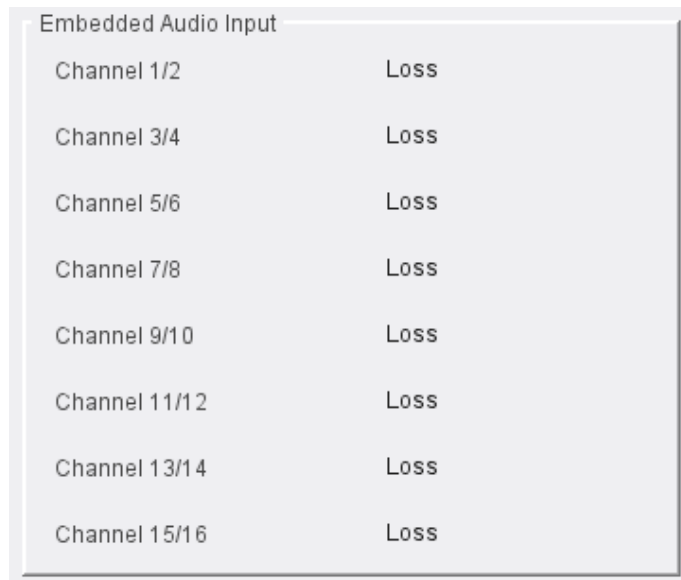 Embedded Audio Input
Channel 1/2 Loss
Channel 3/4 Loss
Channel 5/6 Loss
Channel 7/8 Loss
Channel 9/10 Loss
Channel 11/12 Loss
Channel 13/14 Loss
Channel 15/16 Loss